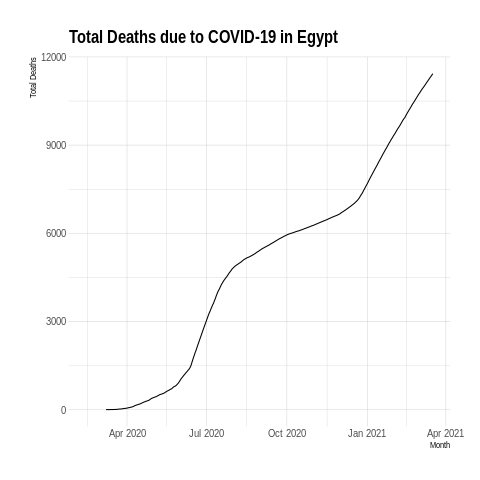 Total Deaths due to COVID-19 in Egypt
Total Deaths
12000
9000
6000
3000
0
Apr 2020 Jul 2020 Oct 2020 Jan 2021 Apr 2021
Month